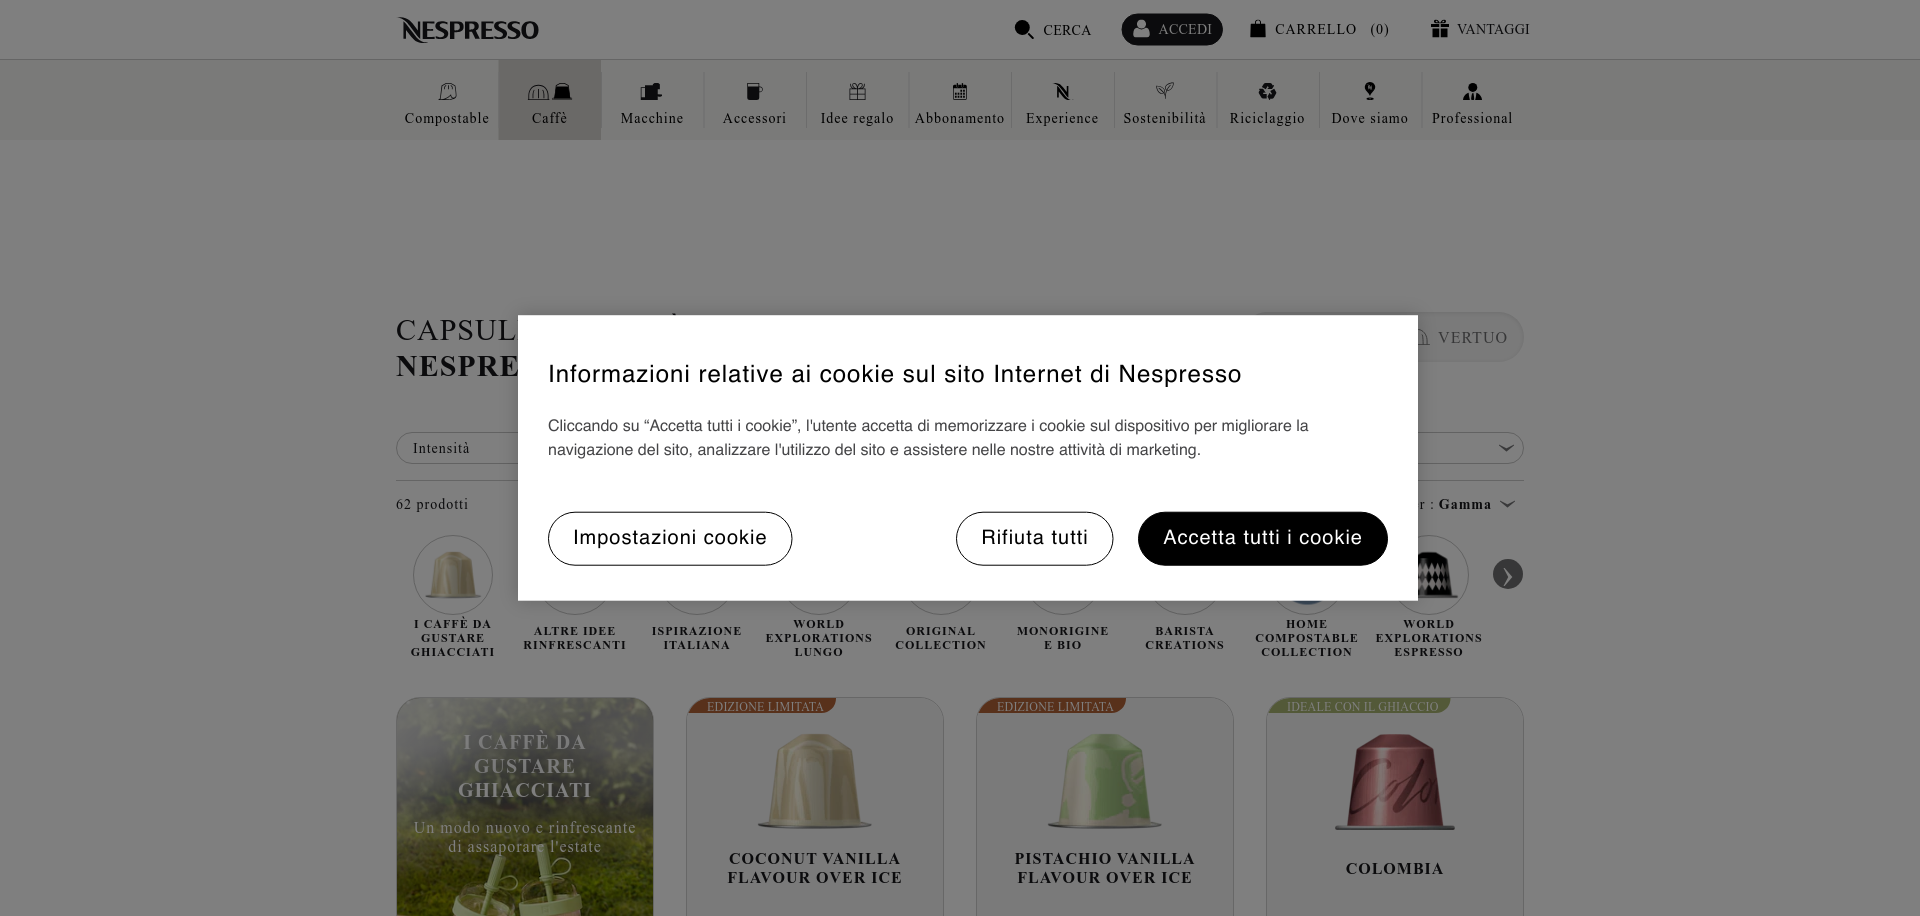 NESPRESSO
CERCA
ACCEDI
CARRELLO (0)
VANTAGGI
Compostable
Caffè
Macchine
Accessori
Idee regalo
Abbonamento
Experience
Sostenibilità
Riciclaggio
Dove siamo
Professional
CAPSUL
NESPRE
VERTUO
Informazioni relative ai cookie sul sito Internet di Nespresso
Cliccando su “Accetta tutti i cookie”, l'utente accetta di memorizzare i cookie sul dispositivo per migliorare la
navigazione del sito, analizzare l'utilizzo del sito e assistere nelle nostre attività di marketing.
Impostazioni cookie
Rifiuta tutti
Accetta tutti i cookie
Intensità
62 prodotti
r : Gamma
I CAFFÈ DA
GUSTARE
GHIACCIATI
ALTRE IDEE
RINFRESCANTI
ISPIRAZIONE
ITALIANA
WORLD
EXPLORATIONS
LUNGO
ORIGINAL
COLLECTION
MONORIGINE
E BIO
BARISTA
CREATIONS
HOME
COMPOSTABLE
COLLECTION
WORLD
EXPLORATIONS
ESPRESSO
I CAFFÈ DA
GUSTARE
GHIACCIATI
Un modo nuovo e rinfrescante
di assaporare l'estate
EDIZIONE LIMITATA
COCONUT VANILLA
FLAVOUR OVER ICE
EDIZIONE LIMITATA
PISTACHIO VANILLA
FLAVOUR OVER ICE
IDEALE CON IL GHIACCIO
Colo
COLOMBIA